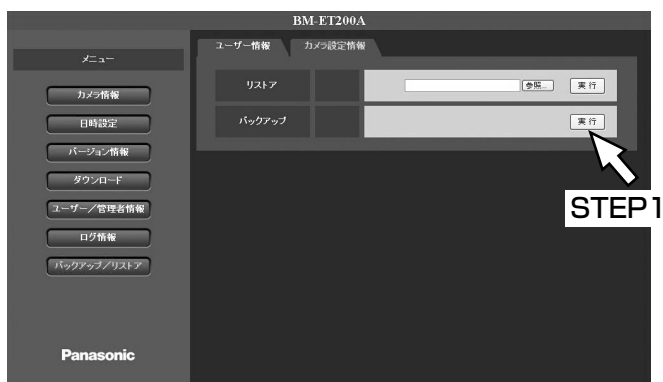 BM-ET200A
メニュー
カメラ情報
日時設定
バージョン情報
ダウンロード
ユーザー／管理者情報
ログ情報
バックアップ／リストア
Panasonic
ユーザー情報 カメラ設定情報
リストア 参照... 実行
バックアップ 実行
STEP1